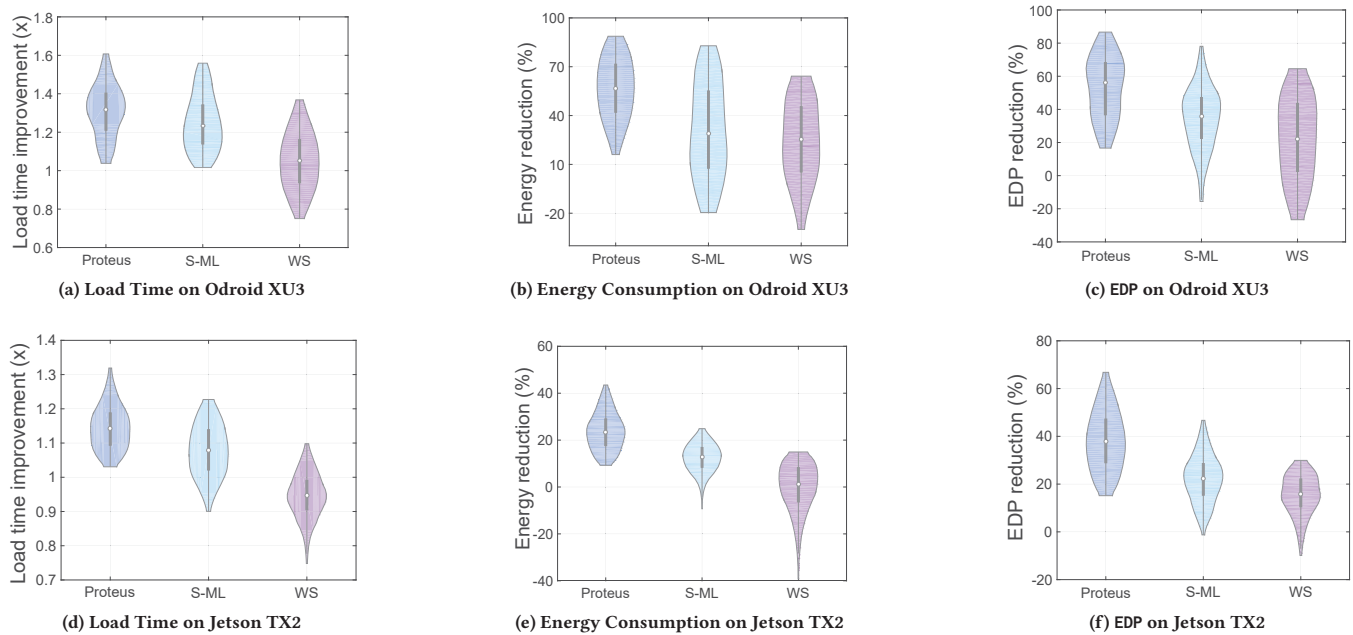 Load time improvement (x)
1.8
1.6
1.4
1.2
1
0.8
0.6
Proteus S-ML WS
(a) Load Time on Odroid XU3
Energy reduction (%)
100
70
40
10
-20
Proteus S-ML WS
(b) Energy Consumption on Odroid XU3
EDP reduction (%)
100
80
60
40
20
0
-20
-40
Proteus S-ML WS
(c) EDP on Odroid XU3
Load time improvement (x)
1.4
1.3
1.2
1.1
1
0.9
0.8
0.7
Proteus S-ML WS
(d) Load Time on Jetson TX2
Energy reduction (%)
60
40
20
0
-20
-40
Proteus S-ML WS
(e) Energy Consumption on Jetson TX2
EDP reduction (%)
80
60
40
20
0
-20
Proteus S-ML WS
(f) EDP on Jetson TX2